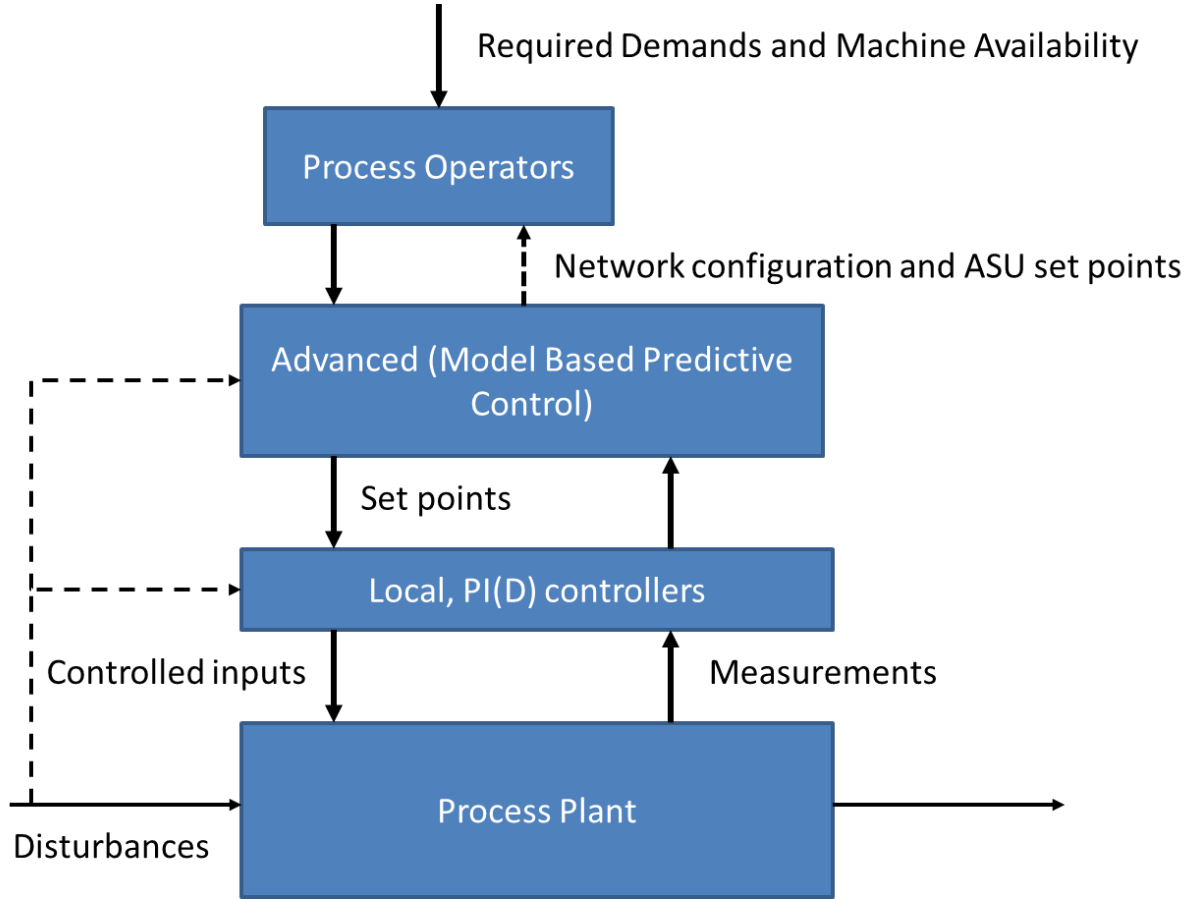 Required Demands and Machine Availability
Process Operators
Network configuration and ASU set points
Advanced (Model Based Predictive
Control)
Set points
Local, PI(D) controllers
Controlled inputs
Measurements
Process Plant
Disturbances